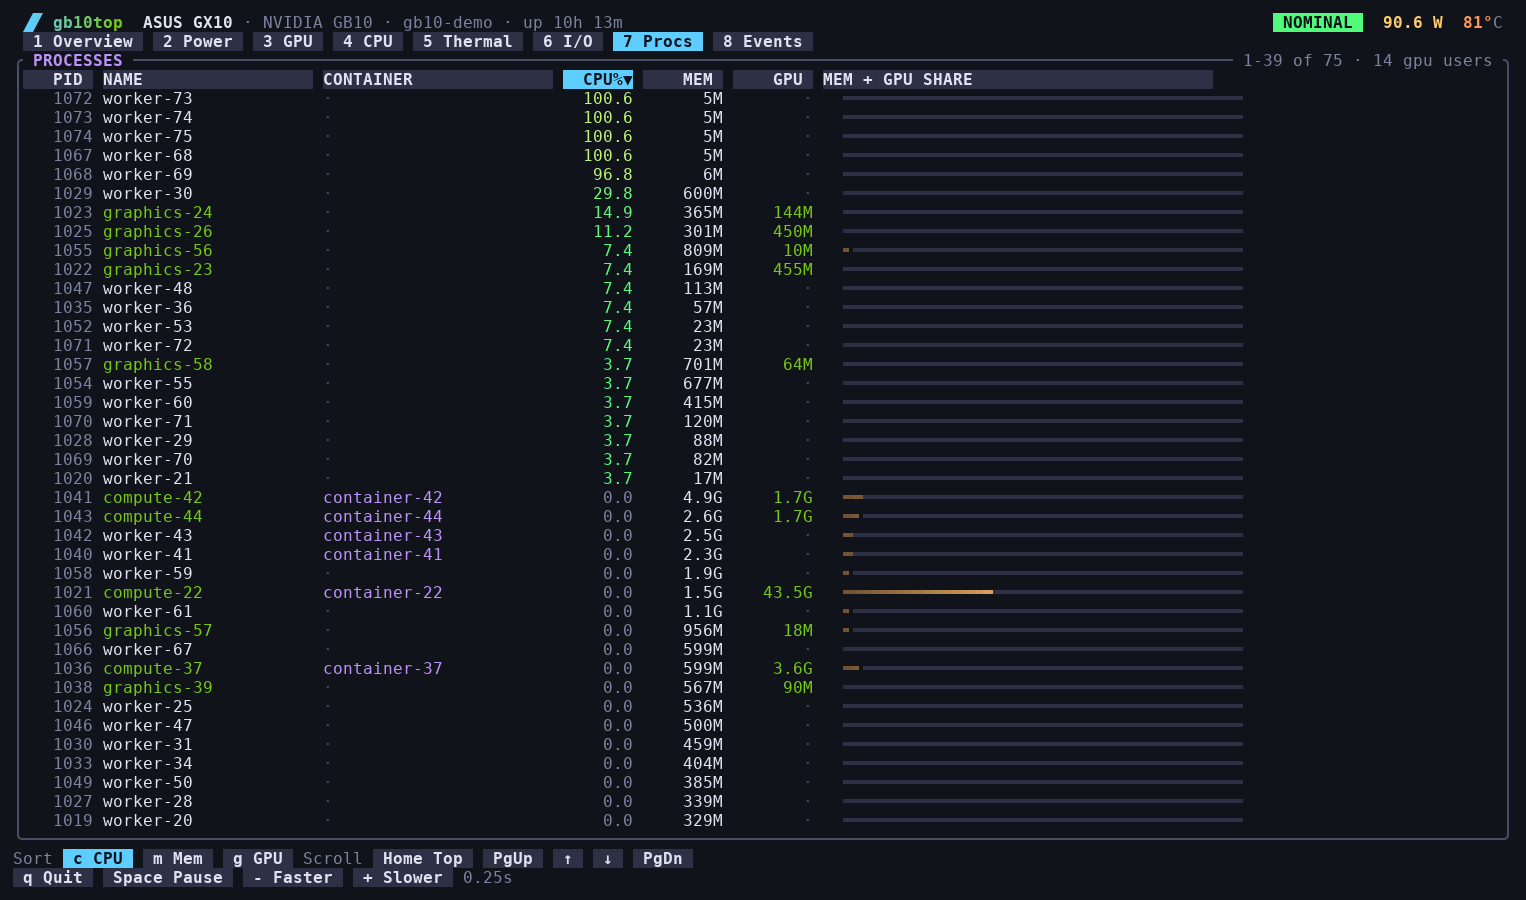 gb10top ASUS GX10 · NVIDIA GB10 · gb10-demo · up 10h 13m NOMINAL 90.6 W 81°C
1 Overview 2 Power 3 GPU 4 CPU 5 Thermal 6 I/O 7 Procs 8 Events
PROCESSES 1-39 of 75 · 14 gpu users
PID NAME CONTAINER CPU%▼ MEM GPU MEM + GPU SHARE
1072 worker-73 · 100.6 5M ·
1073 worker-74 · 100.6 5M ·
1074 worker-75 · 100.6 5M ·
1067 worker-68 · 100.6 5M ·
1068 worker-69 · 96.8 6M ·
1029 worker-30 · 29.8 600M ·
1023 graphics-24 · 14.9 365M 144M
1025 graphics-26 · 11.2 301M 450M
1055 graphics-56 · 7.4 809M 10M
1022 graphics-23 · 7.4 169M 455M
1047 worker-48 · 7.4 113M ·
1035 worker-36 · 7.4 57M ·
1052 worker-53 · 7.4 23M ·
1071 worker-72 · 7.4 23M ·
1057 graphics-58 · 3.7 701M 64M
1054 worker-55 · 3.7 677M ·
1059 worker-60 · 3.7 415M ·
1070 worker-71 · 3.7 120M ·
1028 worker-29 · 3.7 88M ·
1069 worker-70 · 3.7 82M ·
1020 worker-21 · 3.7 17M ·
1041 compute-42 container-42 0.0 4.9G 1.7G
1043 compute-44 container-44 0.0 2.6G 1.7G
1042 worker-43 container-43 0.0 2.5G ·
1040 worker-41 container-41 0.0 2.3G ·
1058 worker-59 · 0.0 1.9G ·
1021 compute-22 container-22 0.0 1.5G 43.5G
1060 worker-61 · 0.0 1.1G ·
1056 graphics-57 · 0.0 956M 18M
1066 worker-67 · 0.0 599M ·
1036 compute-37 container-37 0.0 599M 3.6G
1038 graphics-39 · 0.0 567M 90M
1024 worker-25 · 0.0 536M ·
1046 worker-47 · 0.0 500M ·
1030 worker-31 · 0.0 459M ·
1033 worker-34 · 0.0 404M ·
1049 worker-50 · 0.0 385M ·
1027 worker-28 · 0.0 339M ·
1019 worker-20 · 0.0 329M ·
Sort c CPU m Mem g GPU Scroll Home Top PgUp ↑ ↓ PgDn
q Quit Space Pause - Faster + Slower 0.25s